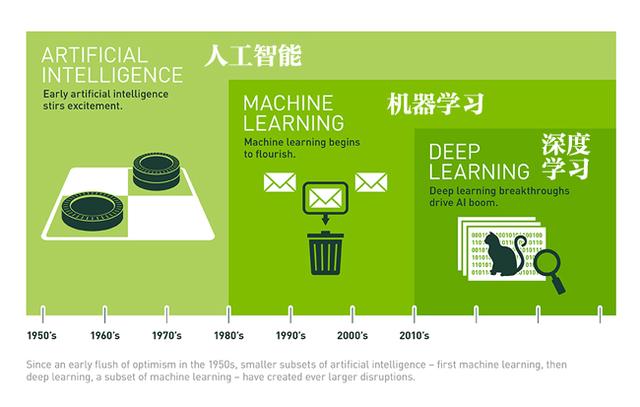 ARTIFICIAL
INTELLIGENCE
人工智能
Early artificial intelligence
stirs excitement.
MACHINE
LEARNING
机器学习
Machine learning begins
to flourish.
DEEP
LEARNING
深度
学习
Deep learning breakthroughs
drive AI boom.
1950's
1960's
1970's
1980's
1990's
2000's
2010's
Since an early flush of optimism in the 1950s, smaller subsets of artificial intelligence – first machine learning, then
deep learning, a subset of machine learning – have created ever larger disruptions.